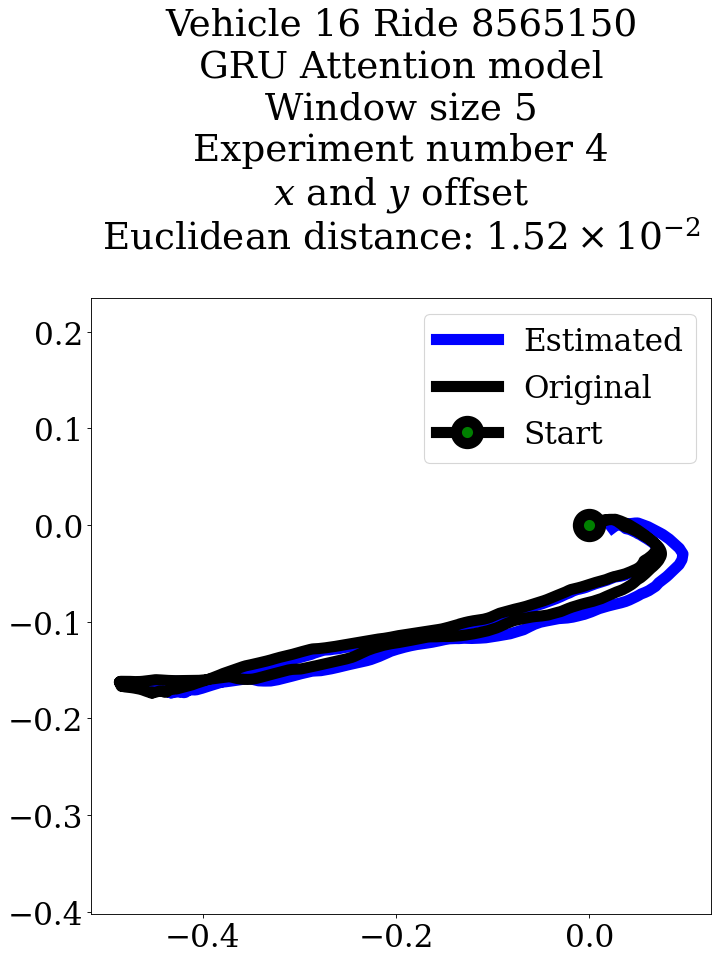 Vehicle 16 Ride 8565150
GRU Attention model
Window size 5
Experiment number 4
x and y offset
Euclidean distance: 1.52 × 10⁻²
Estimated
Original
Start
0.2
0.1
0.0
−0.1
−0.2
−0.3
−0.4
−0.4 −0.2 0.0